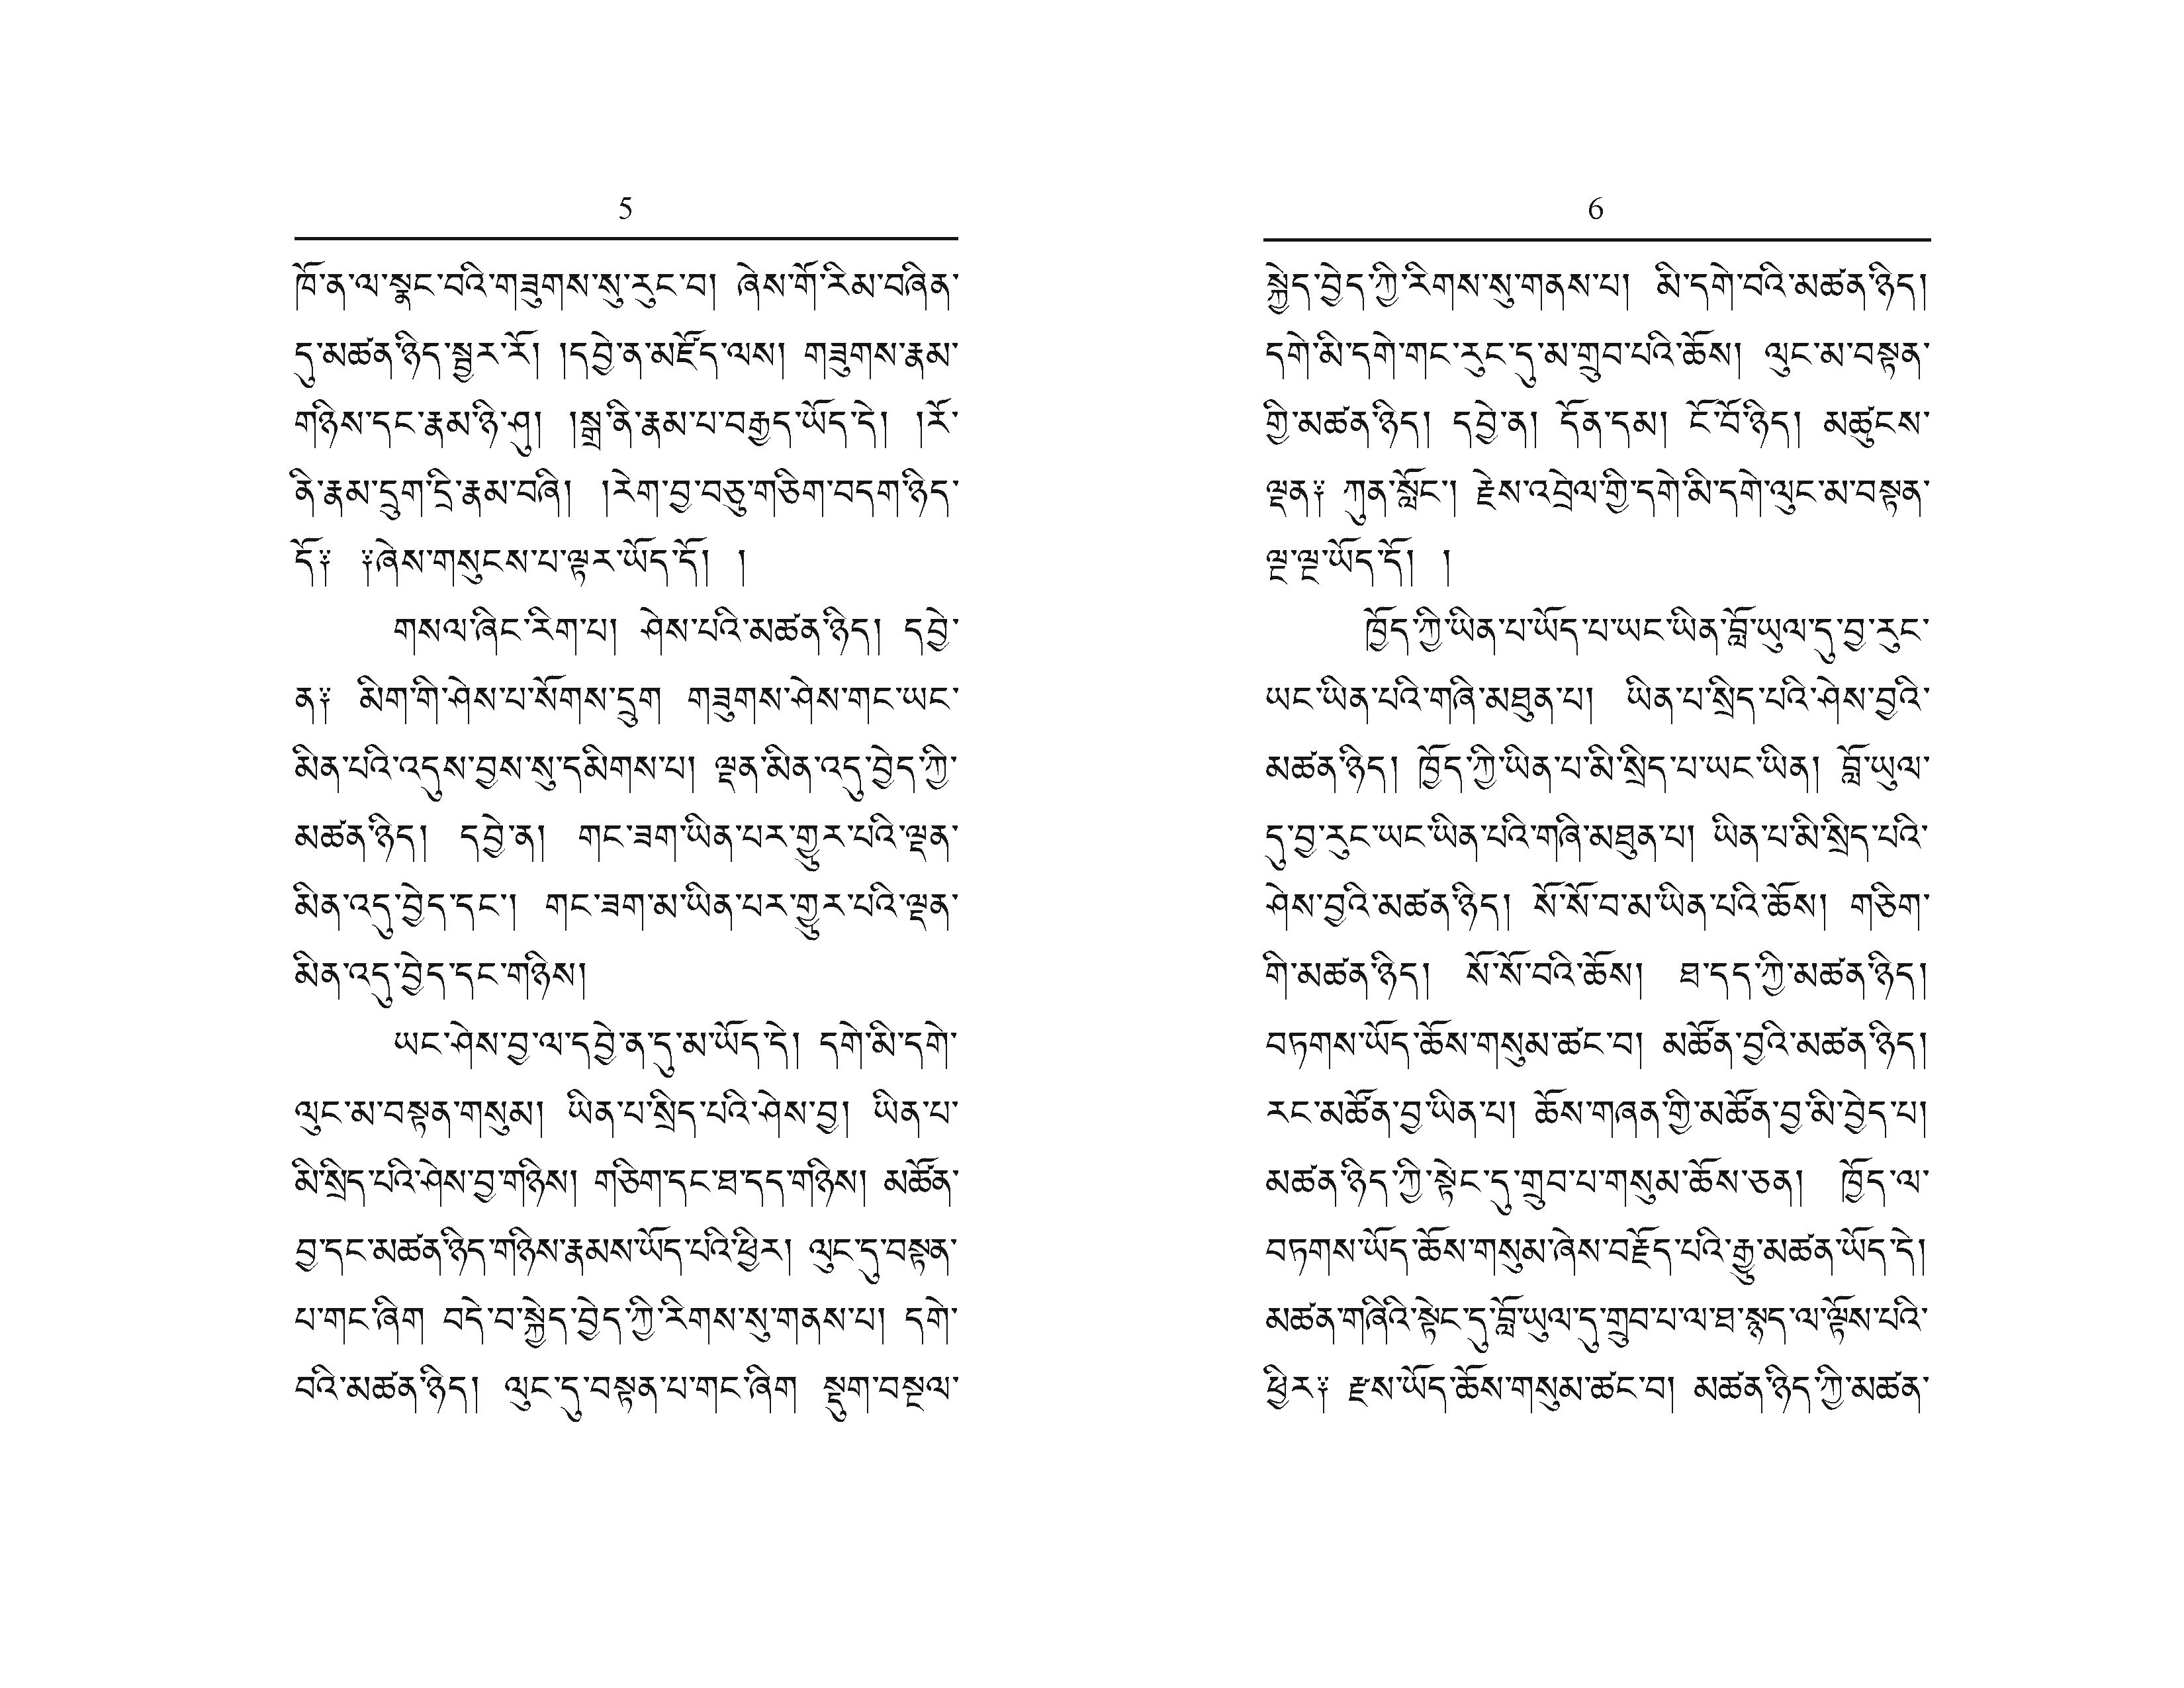 5
ཁོ་ན་ལ་སྣང་བའི་གཟུགས་སུ་རུང་བ། ཞེས་གོ་རིམ་བཞིན་
དུ་མཚན་ཉིད་སྦྱར་རོ། །དབྱེ་ན་མཛོད་ལས། གཟུགས་རྣམ་
གཉིས་དང་རྣམ་ཉི་ཤུ། །སྒྲ་ནི་རྣམ་པ་བརྒྱད་ཡོད་དེ། །རོ་
ནི་རྣམ་དྲུག་དྲི་རྣམ་བཞི། །རེག་བྱ་བཅུ་གཅིག་བདག་ཉིད་
དོ༑ ༑ཞེས་གསུངས་པ་ལྟར་ཡོད་དོ། །
གསལ་ཞིང་རིག་པ། ཤེས་པའི་མཚན་ཉིད། དབྱེ་
ན༑ མིག་གི་ཤེས་པ་སོགས་དྲུག གཟུགས་ཤེས་གང་ཡང་
མིན་པའི་འདུས་བྱས་སུ་དམིགས་པ། ལྡན་མིན་འདུ་བྱེད་ཀྱི་
མཚན་ཉིད། དབྱེ་ན། གང་ཟག་ཡིན་པར་གྱུར་པའི་ལྡན་
མིན་འདུ་བྱེད་དང་། གང་ཟག་མ་ཡིན་པར་གྱུར་པའི་ལྡན་
མིན་འདུ་བྱེད་དང་གཉིས།
ཡང་ཤེས་བྱ་ལ་དབྱེ་ན་དུ་མ་ཡོད་དེ། དགེ་མི་དགེ་
ལུང་མ་བསྟན་གསུམ། ཡིན་པ་སྲིད་པའི་ཤེས་བྱ། ཡིན་པ་
མི་སྲིད་པའི་ཤེས་བྱ་གཉིས། གཅིག་དང་ཐ་དད་གཉིས། མཚོན་
བྱ་དང་མཚན་ཉིད་གཉིས་རྣམས་ཡོད་པའི་ཕྱིར། ལུང་དུ་བསྟན་
པ་གང་ཞིག བདེ་བ་སྐྱེད་བྱེད་ཀྱི་རིགས་སུ་གནས་པ། དགེ་
བའི་མཚན་ཉིད། ལུང་དུ་བསྟན་པ་གང་ཞིག སྡུག་བསྔལ་
6
སྐྱེད་བྱེད་ཀྱི་རིགས་སུ་གནས་པ། མི་དགེ་བའི་མཚན་ཉིད།
དགེ་མི་དགེ་གང་རུང་དུ་མ་གྲུབ་པའི་ཆོས། ལུང་མ་བསྟན་
གྱི་མཚན་ཉིད། དབྱེ་ན། དོན་དམ། ངོ་བོ་ཉིད། མཚུངས་
ལྡན༑ ཀུན་སློང་། རྗེས་འབྲེལ་གྱི་དགེ་མི་དགེ་ལུང་མ་བསྟན་
ལྔ་ལྔ་ཡོད་དོ། །
ཁྱོད་ཀྱི་ཡིན་པ་ཡོད་པ་ཡང་ཡིན་བློ་ཡུལ་དུ་བྱ་རུང་
ཡང་ཡིན་པའི་གཞི་མཐུན་པ། ཡིན་པ་སྲིད་པའི་ཤེས་བྱའི་
མཚན་ཉིད། ཁྱོད་ཀྱི་ཡིན་པ་མི་སྲིད་པ་ཡང་ཡིན། བློ་ཡུལ་
དུ་བྱ་རུང་ཡང་ཡིན་པའི་གཞི་མཐུན་པ། ཡིན་པ་མི་སྲིད་པའི་
ཤེས་བྱའི་མཚན་ཉིད། སོ་སོ་བ་མ་ཡིན་པའི་ཆོས། གཅིག་
གི་མཚན་ཉིད། སོ་སོ་བའི་ཆོས། ཐ་དད་ཀྱི་མཚན་ཉིད།
བཏགས་ཡོད་ཆོས་གསུམ་ཚང་བ། མཚོན་བྱའི་མཚན་ཉིད།
རང་མཚོན་བྱ་ཡིན་པ། ཆོས་གཞན་གྱི་མཚོན་བྱ་མི་བྱེད་པ།
མཚན་ཉིད་ཀྱི་སྟེང་དུ་གྲུབ་པ་གསུམ་ཆོས་ཅན། ཁྱོད་ལ་
བཏགས་ཡོད་ཆོས་གསུམ་ཞེས་བརྗོད་པའི་རྒྱུ་མཚན་ཡོད་དེ།
མཚན་གཞིའི་སྟེང་དུ་བློ་ཡུལ་དུ་གྲུབ་པ་ལ་ཐ་སྙད་ལ་ལྟོས་པའི་
ཕྱིར༑ རྫས་ཡོད་ཆོས་གསུམ་ཚང་བ། མཚན་ཉིད་ཀྱི་མཚན་